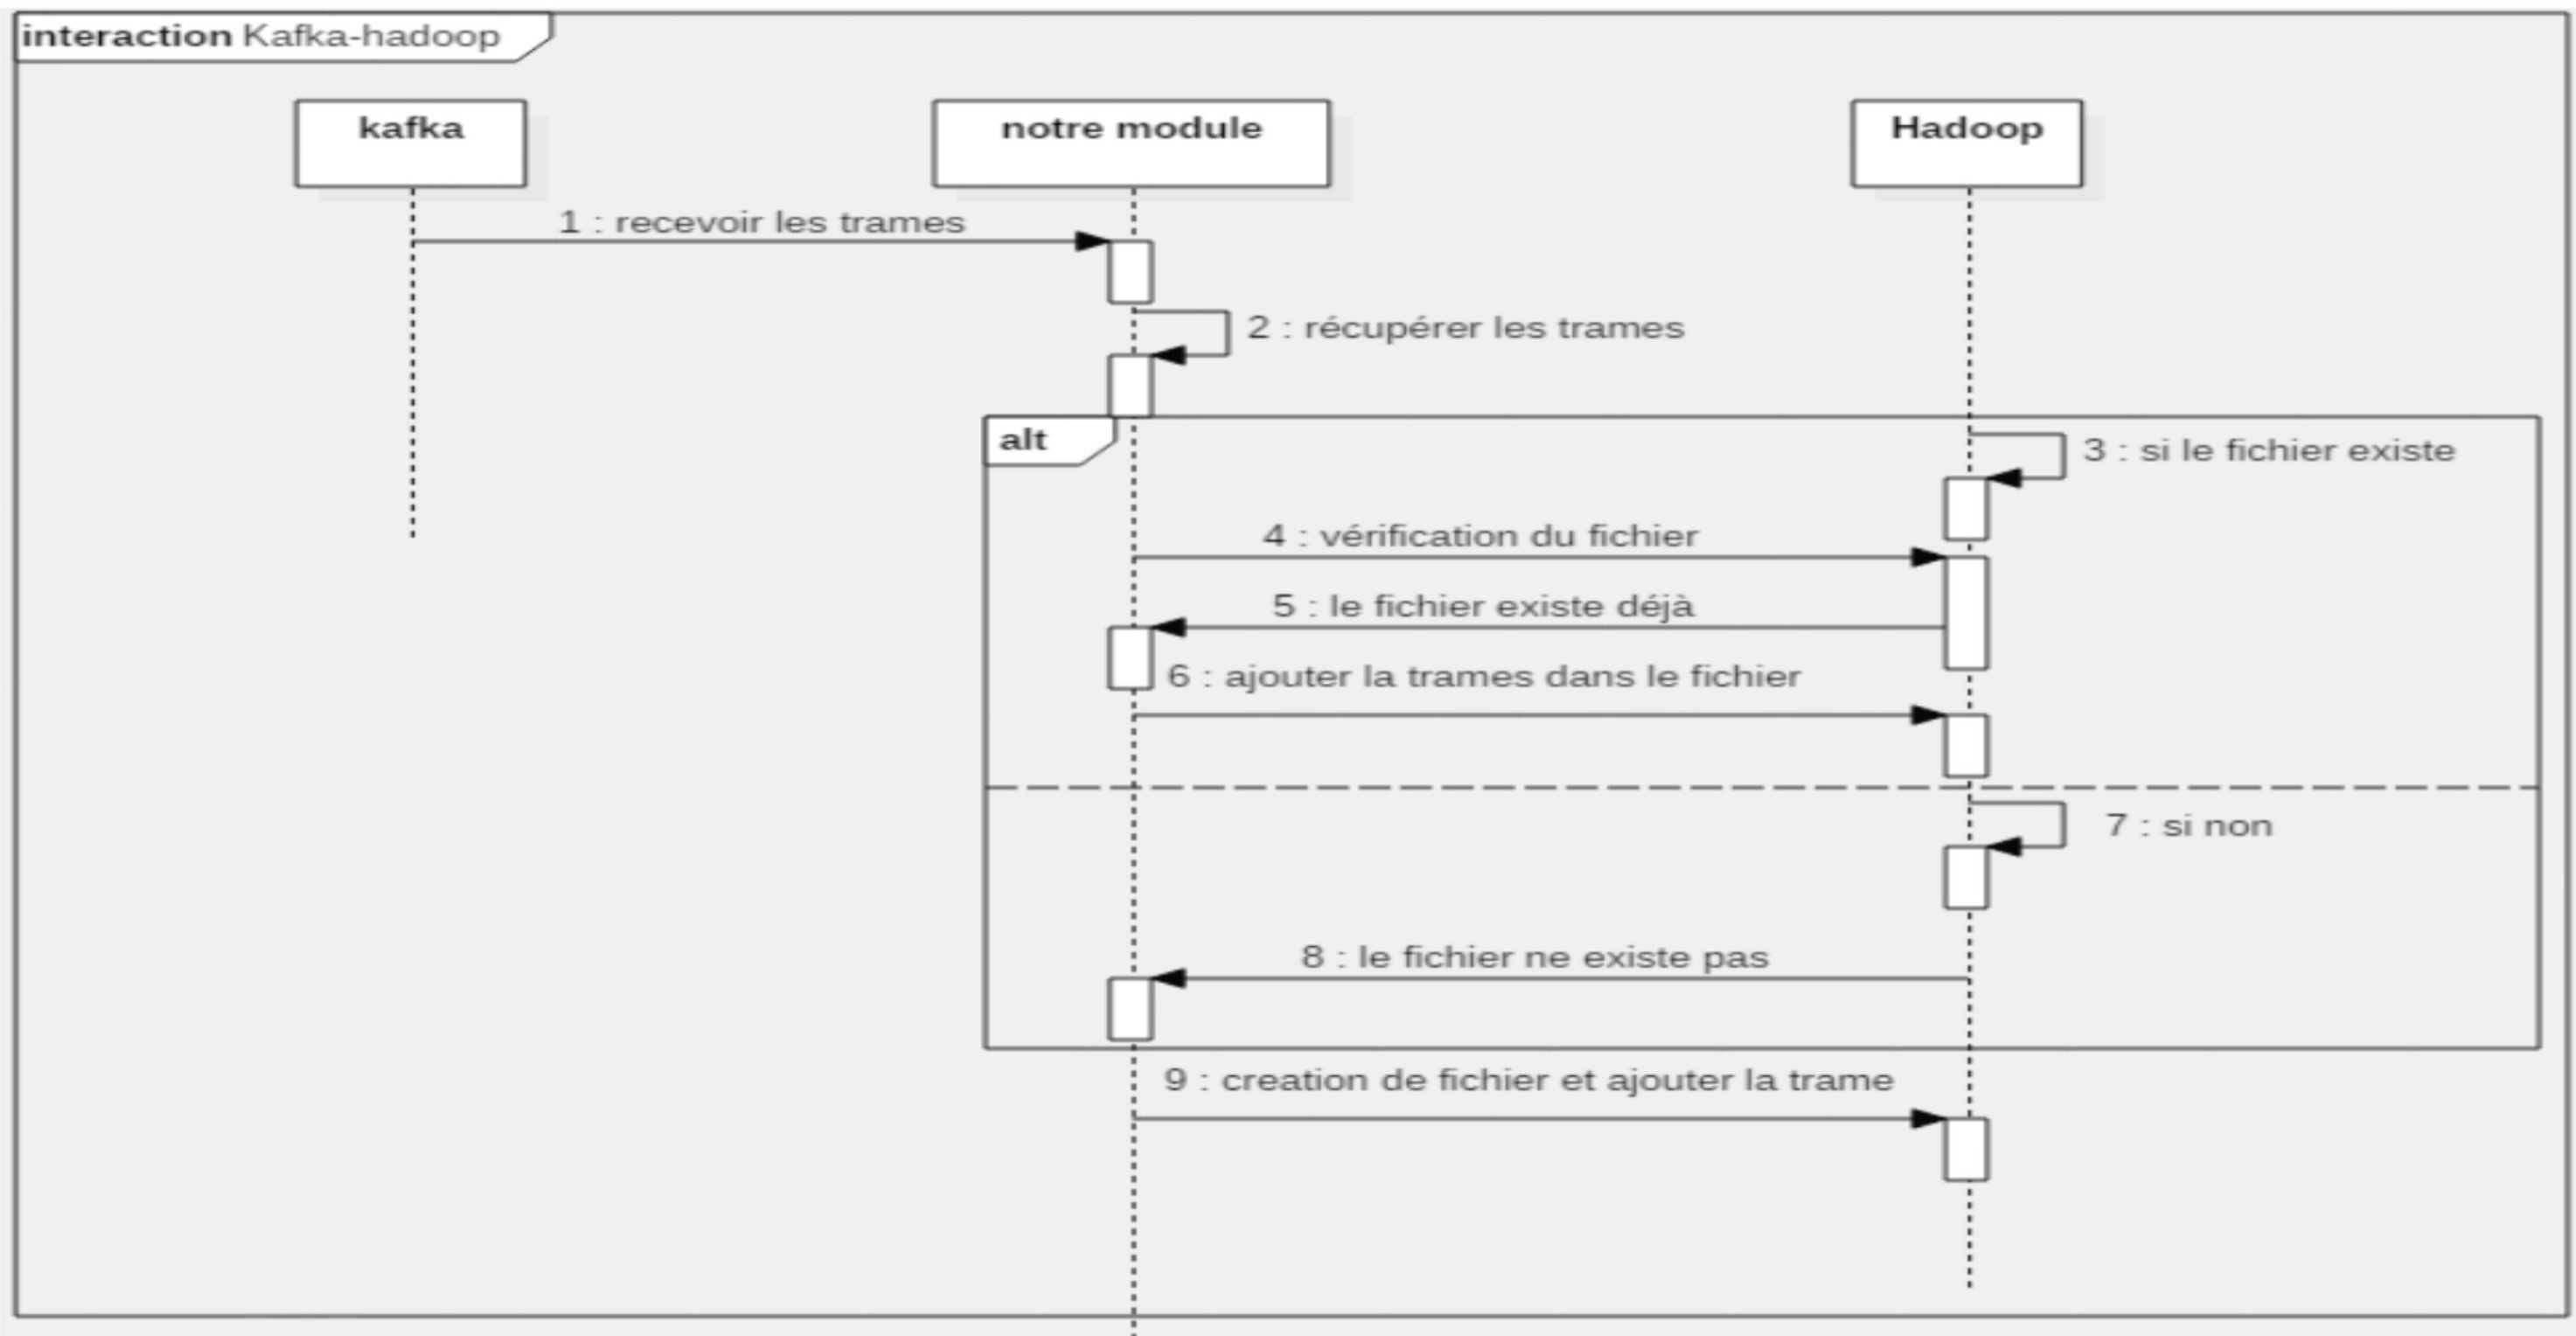 interaction Kafka-hadoop
kafka
notre module
Hadoop
1 : recevoir les trames
2 : récupérer les trames
alt
3 : si le fichier existe
4 : vérification du fichier
5 : le fichier existe déjà
6 : ajouter la trames dans le fichier
7 : si non
8 : le fichier ne existe pas
9 : creation de fichier et ajouter la trame